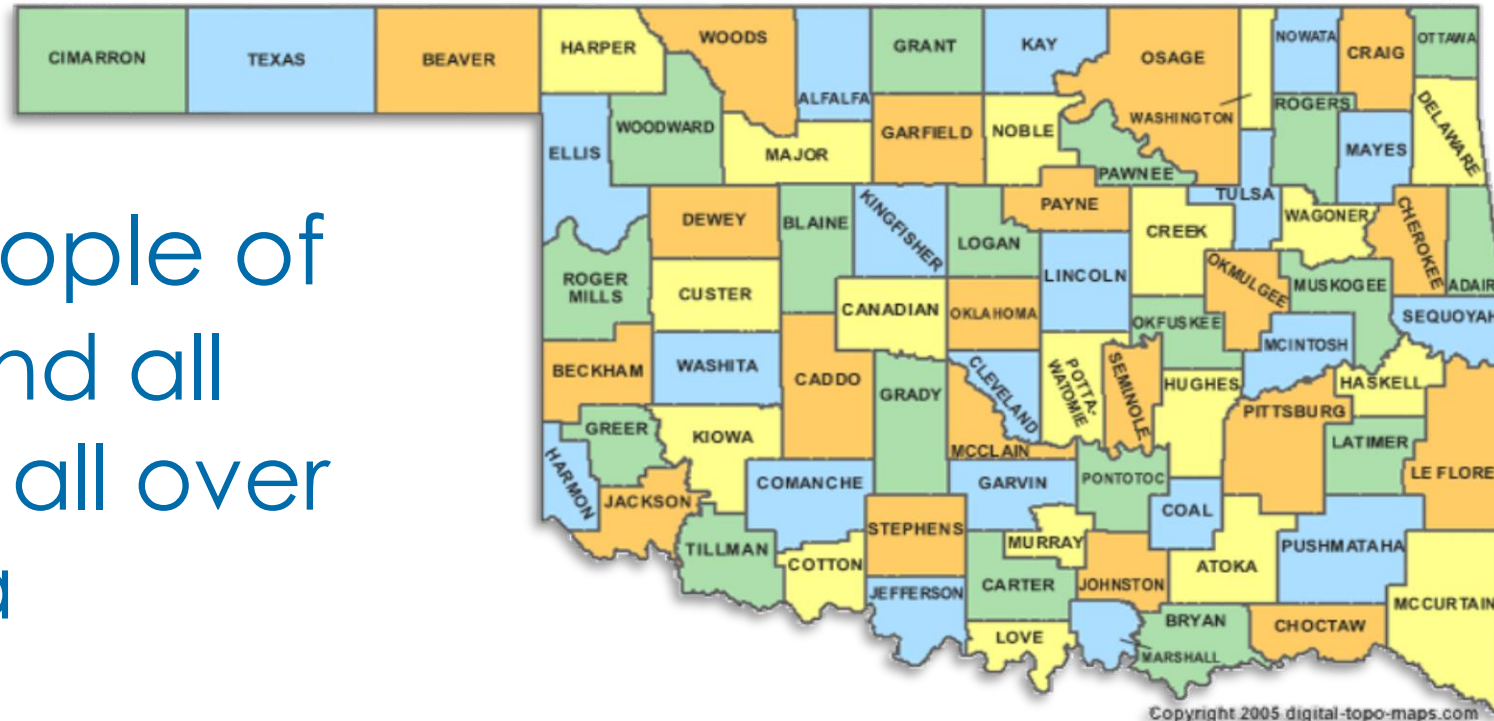 ople of
nd all
all over
a
CIMARRON
TEXAS
BEAVER
HARPER
WOODS
ALFALFA
GRANT
KAY
OSAGE
NOWATA
CRAIG
OTTAWA
WOODWARD
ELLIS
MAJOR
GARFIELD
NOBLE
PAWNEE
WASHINGTON
ROGERS
MAYES
DELAWARE
DEWEY
BLAINE
KINGFISHER
LOGAN
PAYNE
CREEK
TULSA
WAGONER
CHEROKEE
ADAIR
ROGER
MILLS
CUSTER
CANADIAN
OKLAHOMA
LINCOLN
OKFUSKEE
OKMULGEE
MUSKOGEE
SEQUOYAH
BECKHAM
WASHITA
CADDO
GRADY
CLEVELAND
POTTA-
WATOMIE
SEMINOLE
HUGHES
MCINTOSH
HASKELL
PITTSBURG
LATIMER
LE FLORE
GREER
KIOWA
HARMON
JACKSON
COMANCHE
MCCLAIN
GARVIN
PONTOTOC
COAL
TILLMAN
COTTON
STEPHENS
MURRAY
ATOKA
PUSHMATAHA
JEFFERSON
CARTER
JOHNSTON
MCCURTAIN
LOVE
MARSHALL
BRYAN
CHOCTAW
Copyright 2005 digital-topo-maps.com